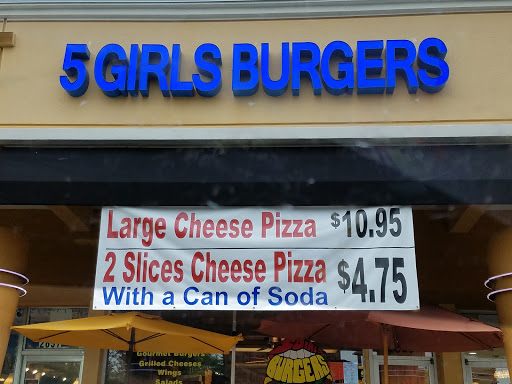 5 GIRLS BURGERS
Large Cheese Pizza $10.95
2 Slices Cheese Pizza $4.75
With a Can of Soda
Gourmet Burgers
Grilled Cheeses
Wings
Salads
BURGERS